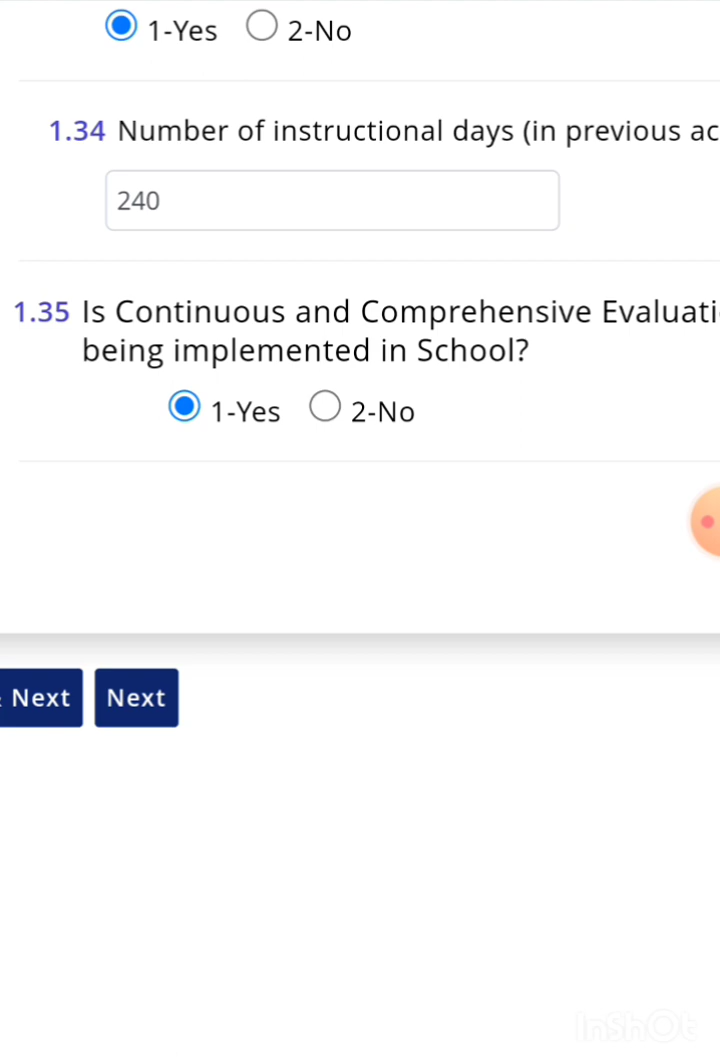 1-Yes 2-No
1.34 Number of instructional days (in previous ac
240
1.35 Is Continuous and Comprehensive Evaluati
being implemented in School?
1-Yes 2-No
Next Next
InShOt